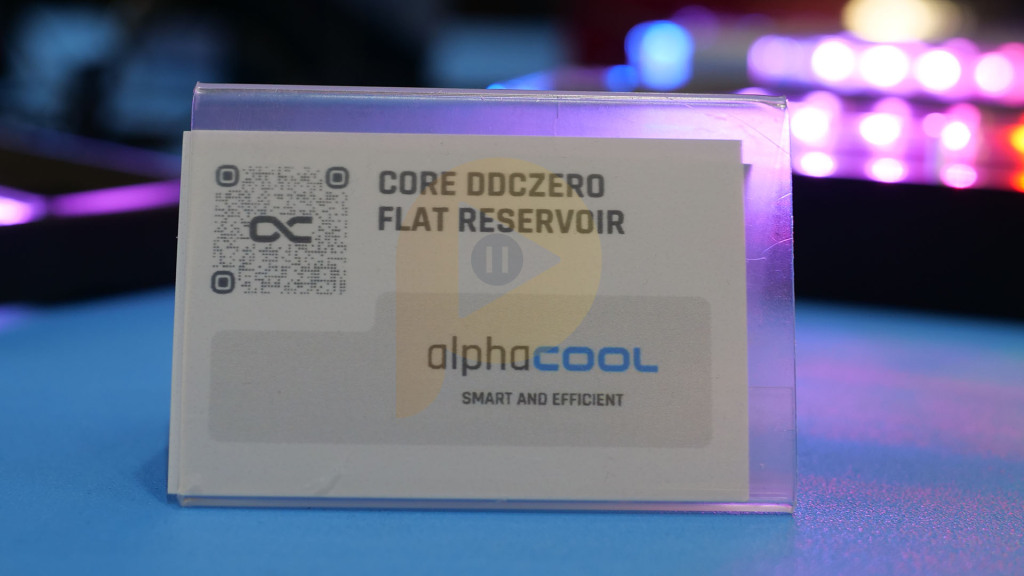 CORE DDCZERO
FLAT RESERVOIR
alphacool
SMART AND EFFICIENT